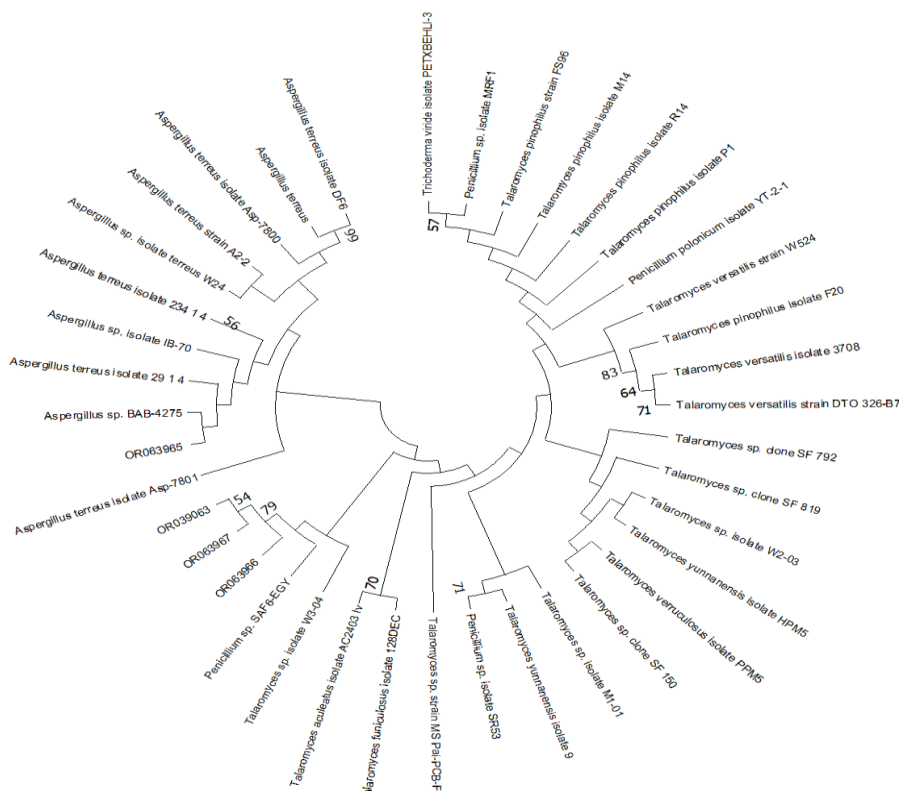 Trichoderma viride isolate PETXBEHLI-3
57
Penicillium sp. isolate MRF1
Talaromyces pinophilus strain FS96
Talaromyces pinophilus isolate M14
Talaromyces pinophilus isolate R14
Talaromyces pinophilus isolate P1
Penicillium polonicum isolate YT-2-1
Talaromyces versatilis strain W524
Talaromyces pinophilus isolate F20
83
Talaromyces versatilis isolate 3708
64
71
Talaromyces versatilis strain DTO 326-B7
Talaromyces sp. clone SF 792
Talaromyces sp. clone SF 819
Talaromyces sp. isolate W2-03
Talaromyces yunnanensis isolate HPM5
Talaromyces verruculosus isolate PPM5
Talaromyces sp. clone SF 150
Talaromyces sp. isolate M1-01
Talaromyces yunnanensis isolate 9
71
Penicillium sp. isolate SR53
Talaromyces sp. strain MS Pai-PCB-F
alaromyces funiculosus isolate 128DEC
70
Talaromyces aculeatus isolate AC2403 lv
Talaromyces sp. isolate W3-04
Penicillium sp. SAF6-EGY
79
OR063966
OR063967
54
OR039063
Aspergillus terreus isolate Asp-7801
OR063965
Aspergillus sp. BAB-4275
Aspergillus terreus isolate 29 1 4
Aspergillus sp. isolate IB-70
56
Aspergillus terreus isolate 234 1 4
Aspergillus sp. isolate terreus W24
Aspergillus terreus strain A2-2
Aspergillus terreus isolate Asp-7800
Aspergillus terreus
99
Aspergillus terreus isolate DF6